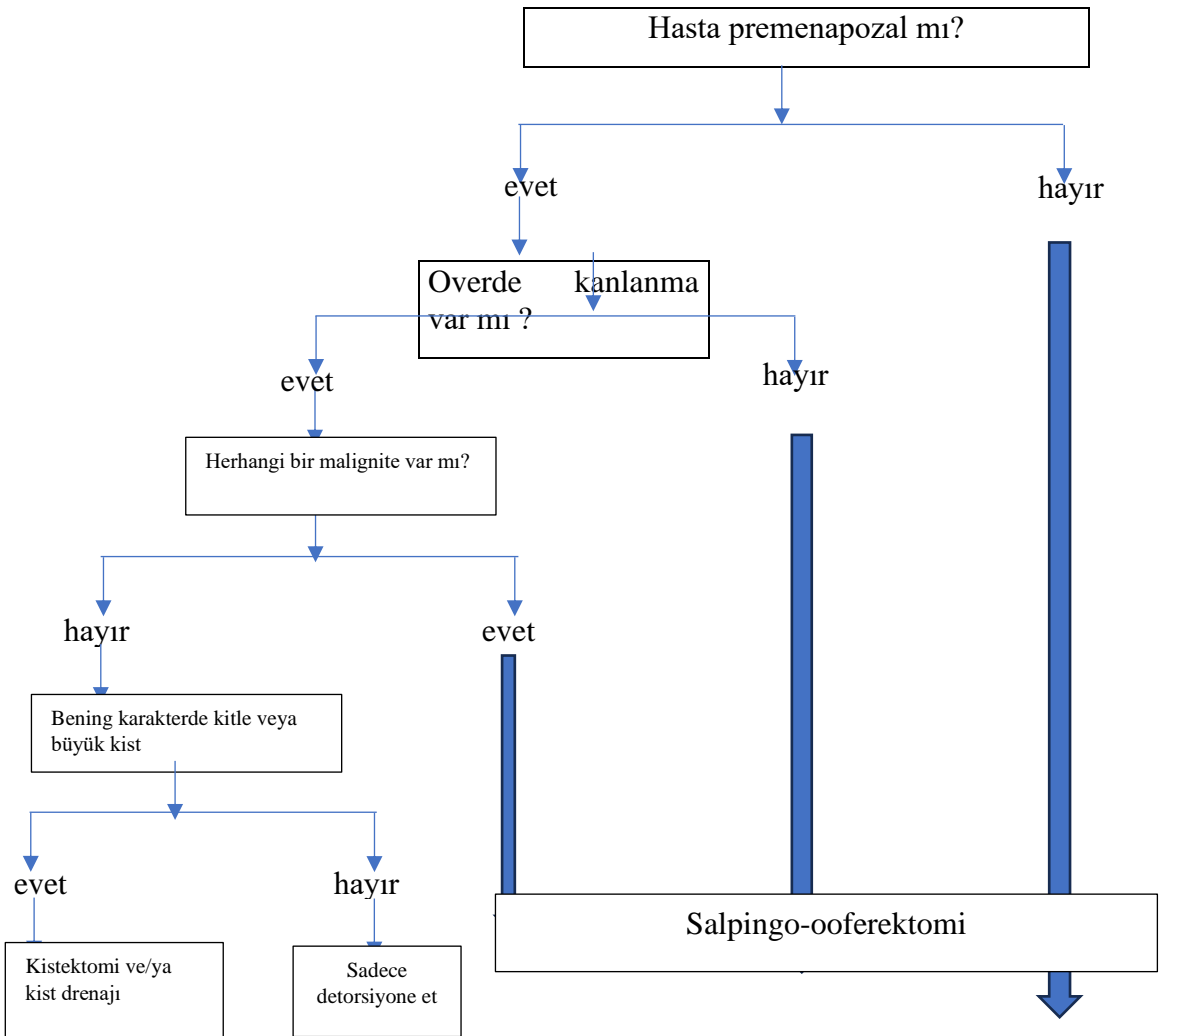 Hasta premenapozal mı?
evet
hayır
Overde kanlanma
var mı ?
evet
hayır
Herhangi bir malignite var mı?
hayır
evet
Bening karakterde kitle veya
büyük kist
evet
hayır
Salpingo-ooferektomi
Kistektomi ve/ya
kist drenajı
Sadece
detorsiyone et